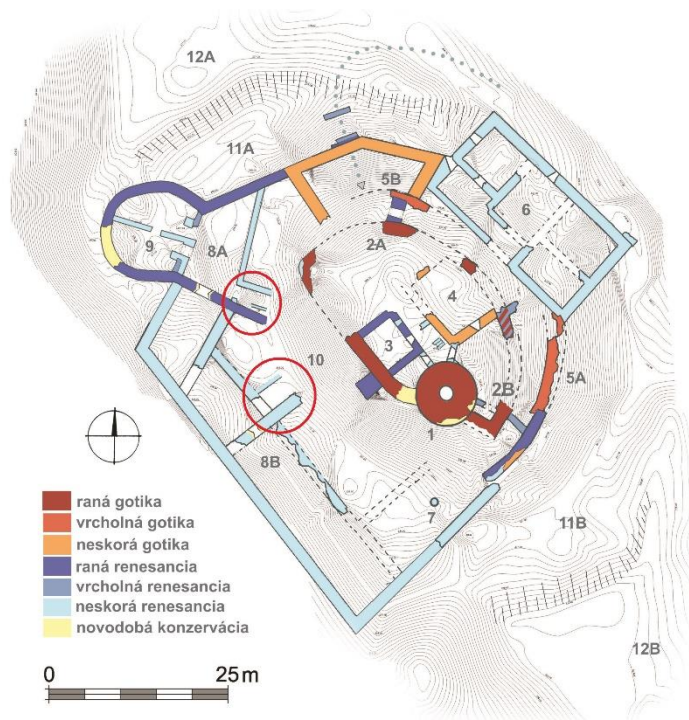 12A
11A
5B
6
2A
9
8A
4
3
10
5A
2B
1
8B
7
11B
12B
raná gotika
vrcholná gotika
neskorá gotika
raná renesancia
vrcholná renesancia
neskorá renesancia
novodobá konzervácia
0 25 m